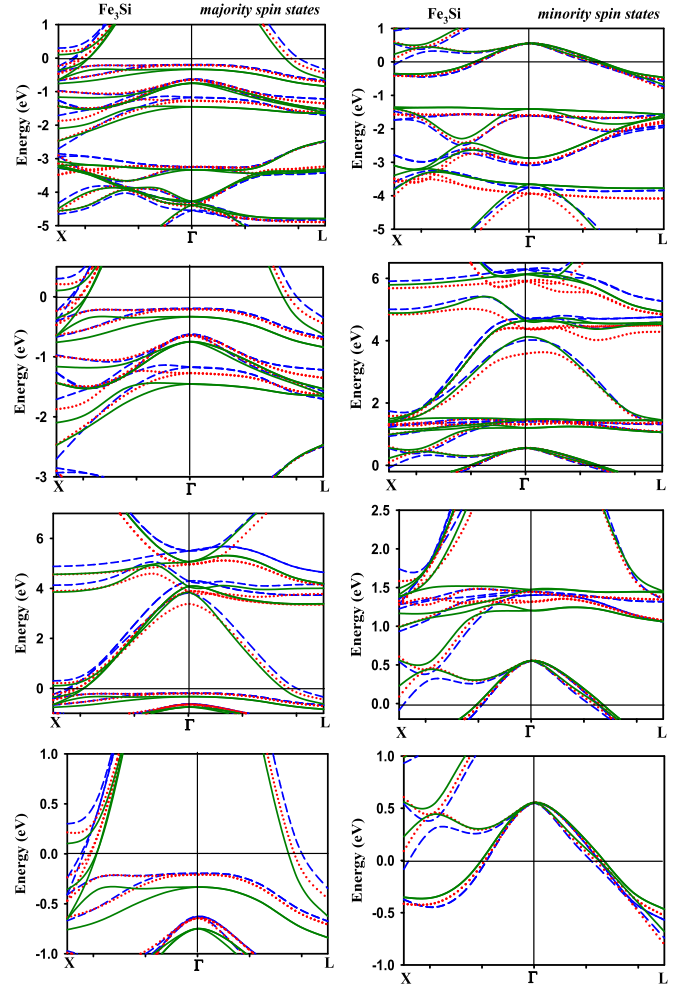 Fe3Si majority spin states
Fe3Si minority spin states
Energy (eV)
1
0
-1
-2
-3
-4
-5
X Γ L
Energy (eV)
1
0
-1
-2
-3
-4
-5
X Γ L
Energy (eV)
0
-1
-2
-3
X Γ L
Energy (eV)
6
4
2
0
X Γ L
Energy (eV)
6
4
2
0
X Γ L
Energy (eV)
2.5
2.0
1.5
1.0
0.5
0.0
X Γ L
Energy (eV)
1.0
0.5
0.0
-0.5
-1.0
X Γ L
Energy (eV)
1.0
0.5
0.0
-0.5
-1.0
X Γ L